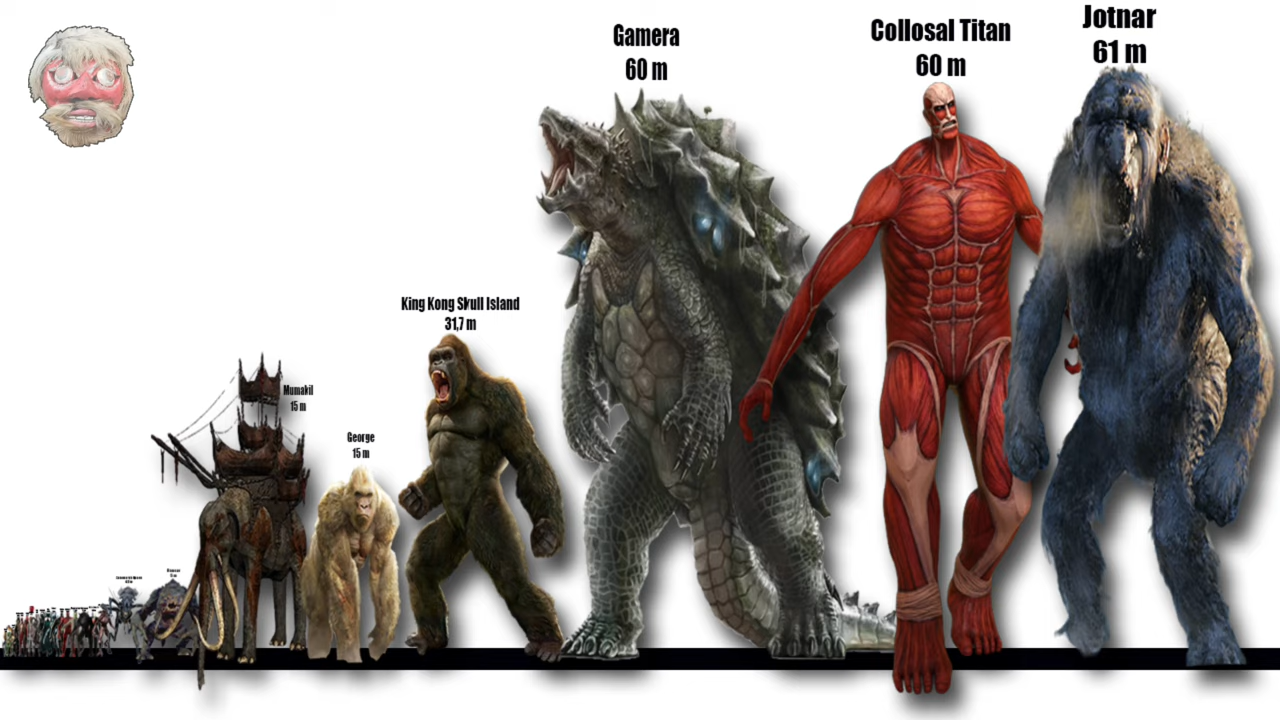 Jotnar
61 m
Collosal Titan
60 m
Gamera
60 m
King Kong Skull Island
31,7 m
Mumakil
15 m
George
15 m